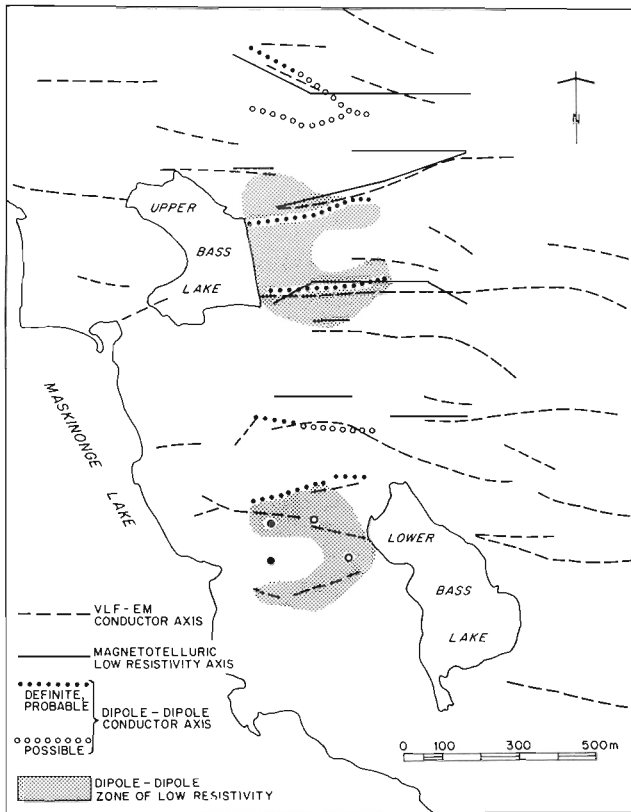 N
UPPER
BASS
LAKE
MASKINONGE
LAKE
LOWER
BASS
LAKE
VLF-EM
CONDUCTOR AXIS
MAGNETOTELLURIC
LOW RESISTIVITY AXIS
DEFINITE,
PROBABLE
DIPOLE-DIPOLE
CONDUCTOR AXIS
POSSIBLE
DIPOLE-DIPOLE
ZONE OF LOW RESISTIVITY
0 100 300 500m